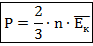 P = 2/3 · n · E̅ₖ